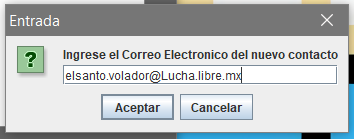 Entrada
?
Ingrese el Correo Electronico del nuevo contacto
elsanto.volador@Lucha.libre.mx
Aceptar Cancelar